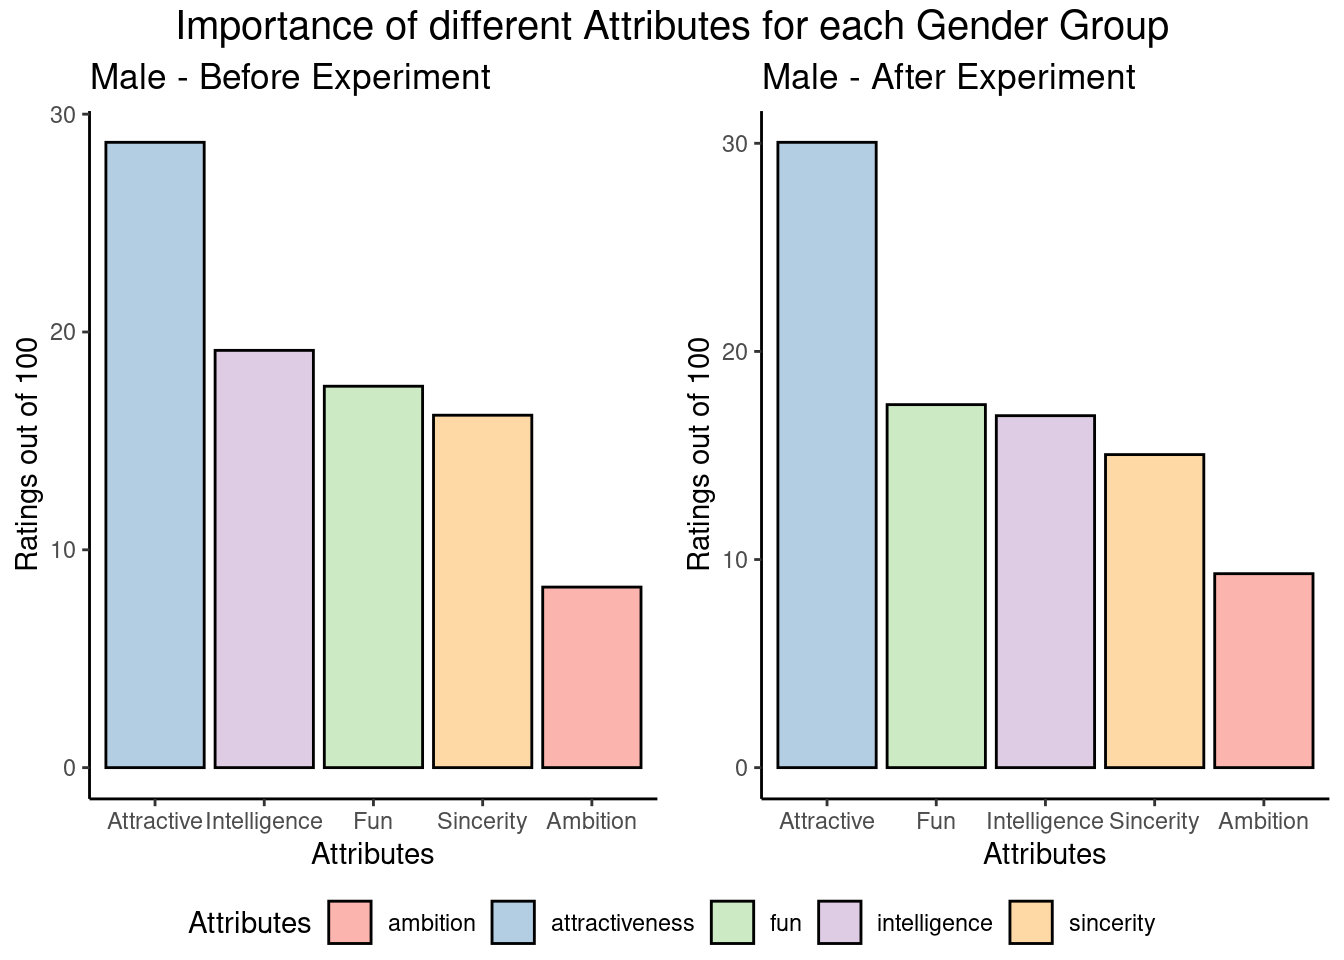 Importance of different Attributes for each Gender Group
Male - Before Experiment
Ratings out of 100
30
20
10
0
Attractive Intelligence Fun Sincerity Ambition
Attributes
Male - After Experiment
Ratings out of 100
30
20
10
0
Attractive Fun Intelligence Sincerity Ambition
Attributes
Attributes ambition attractiveness fun intelligence sincerity